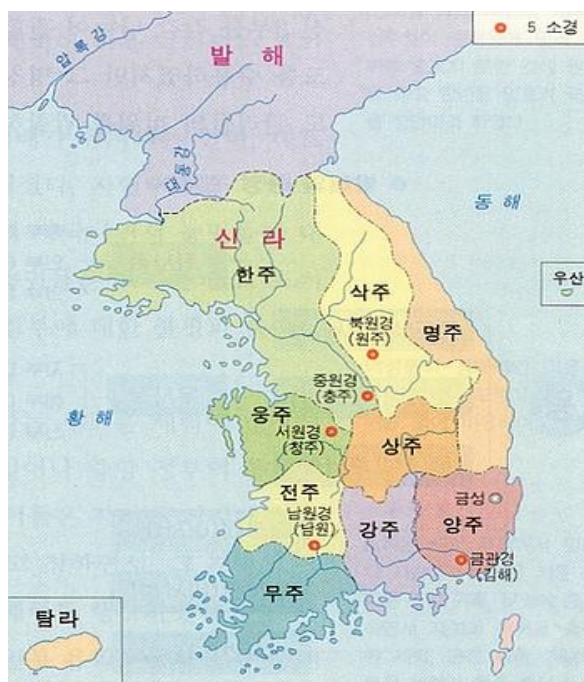 5 소경
발 해
압록강
대동강
동 해
신 라
한주
삭주
우산
북원경
(원주)
명주
중원경
(충주)
황 해
웅주
서원경
(청주)
상주
전주
금성
남원경
(남원)
강주
양주
금관경
(김해)
무주
탐라